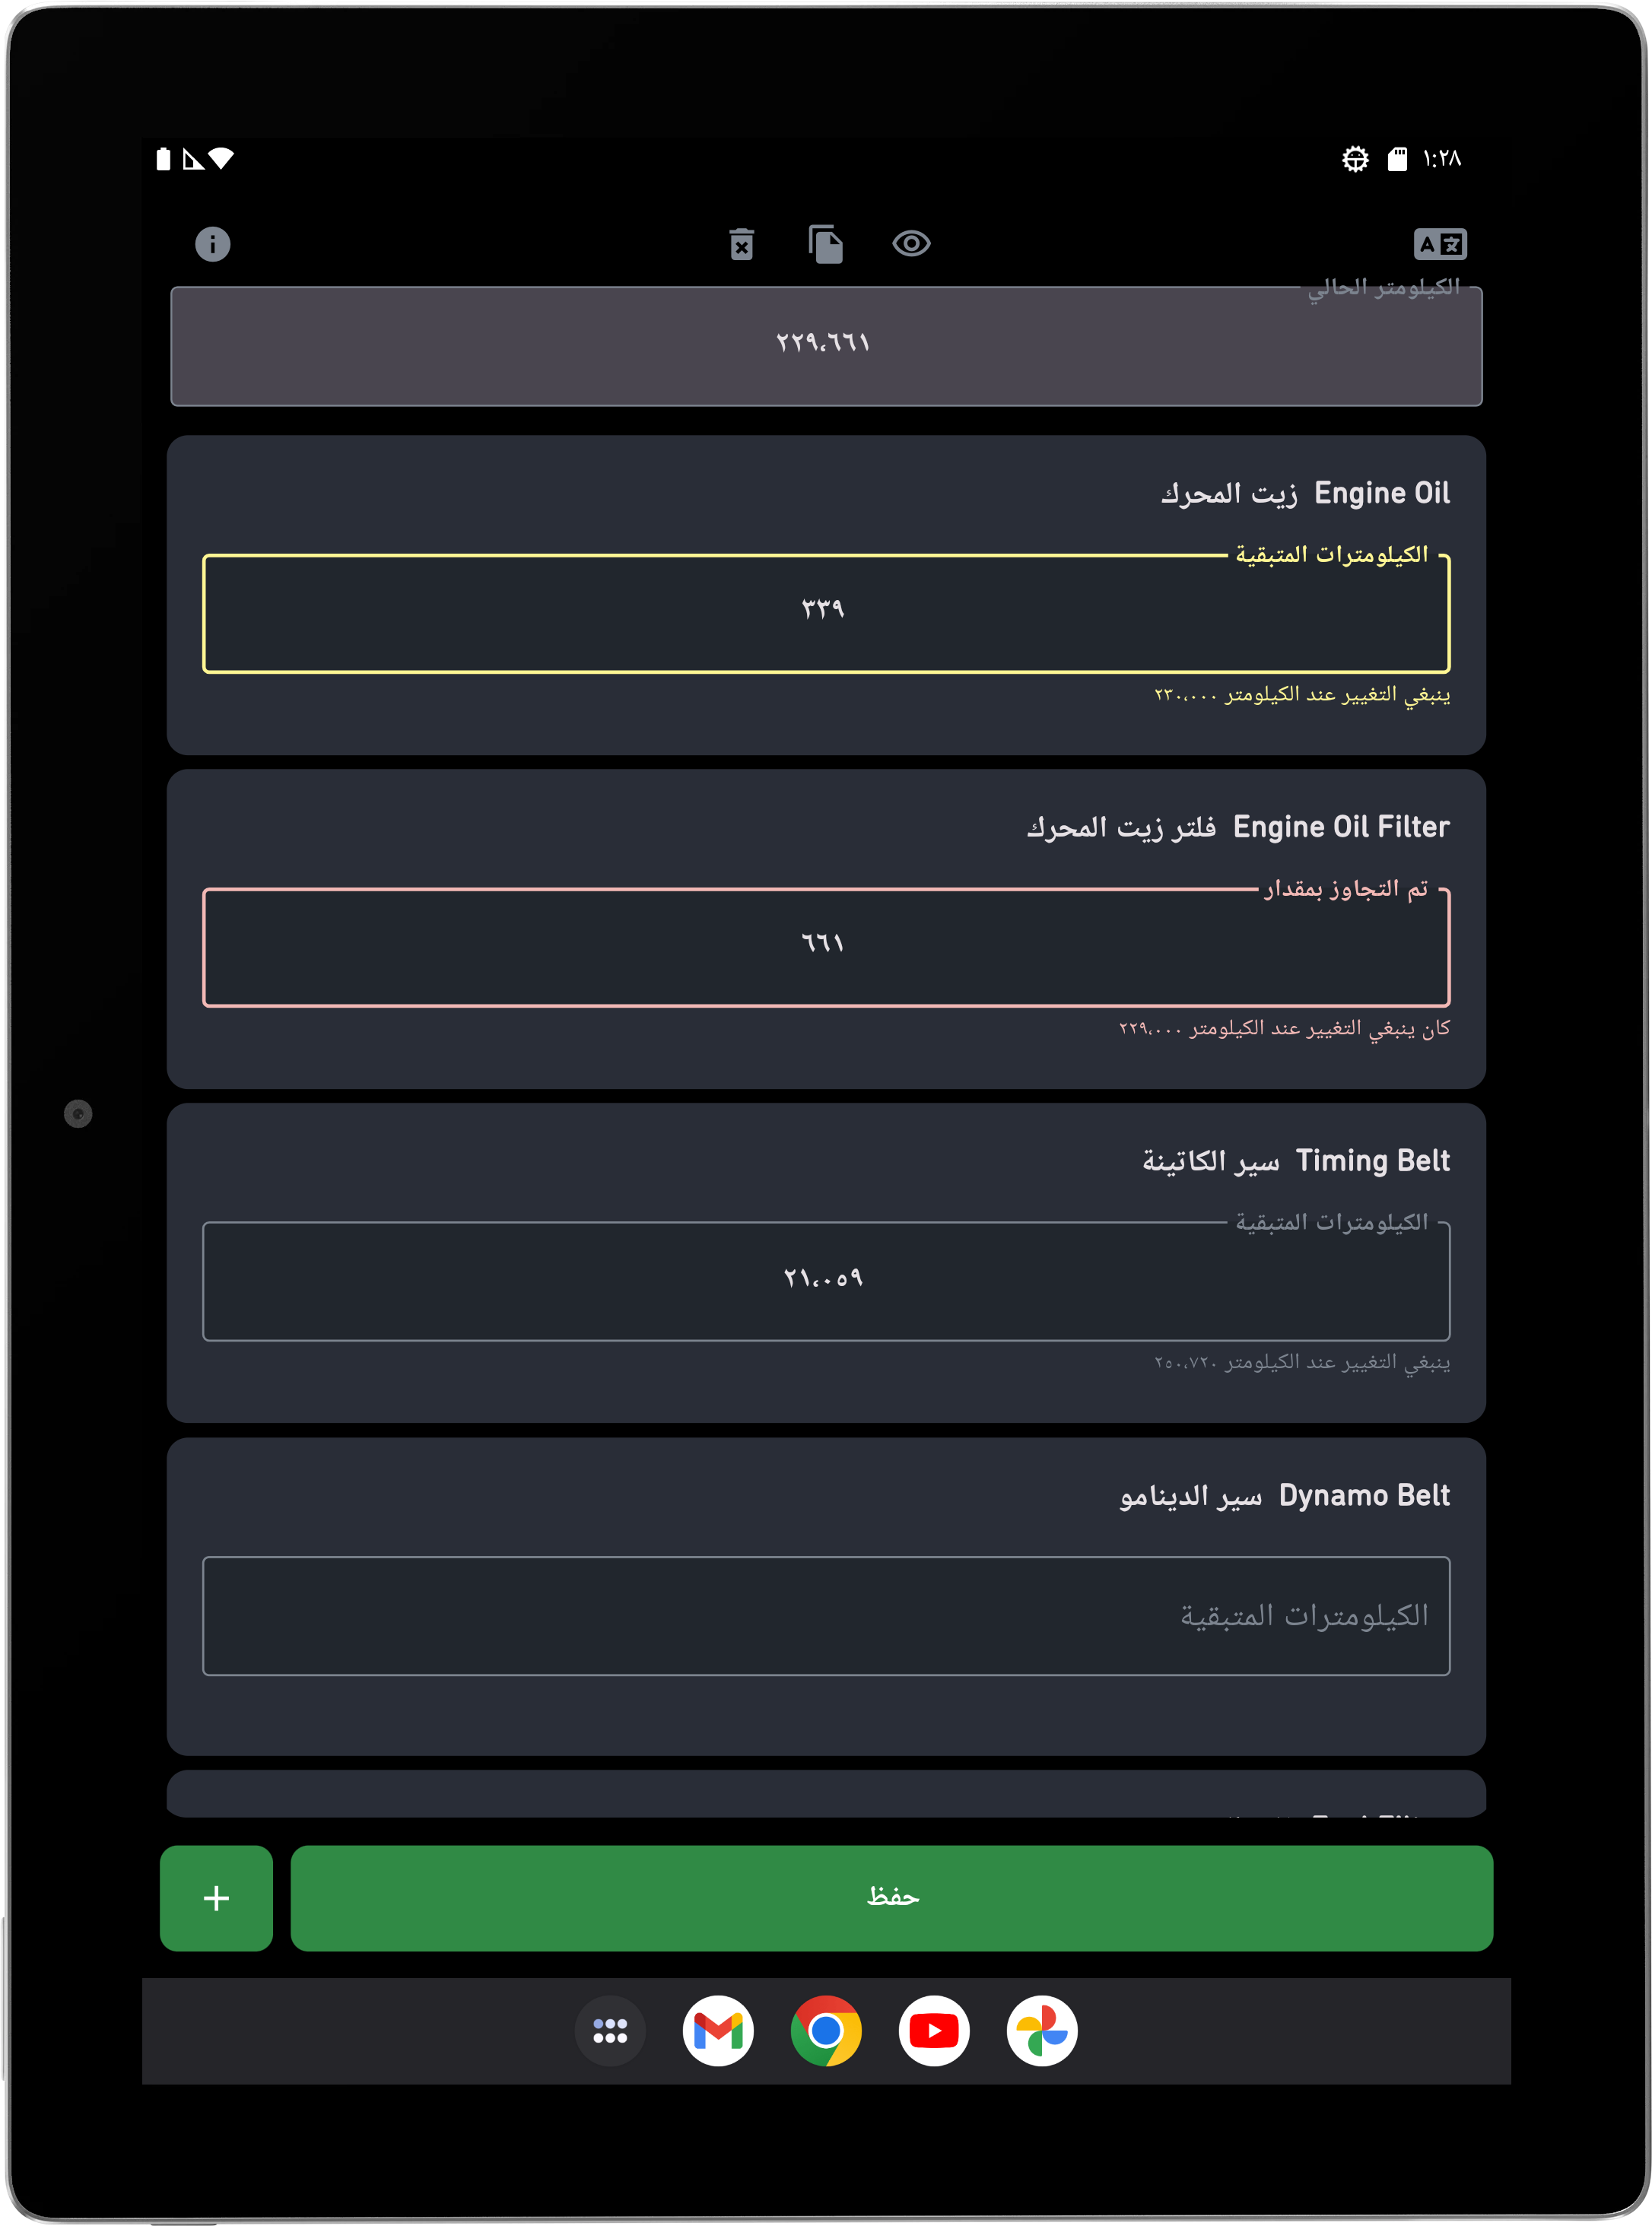 ١:٢٨
الكيلومتر الحالي
٢٢٩،٦٦١
Engine Oil زيت المحرك
الكيلومترات المتبقية
٣٣٩
ينبغي التغيير عند الكيلومتر ٢٣٠،٠٠٠
Engine Oil Filter فلتر زيت المحرك
تم التجاوز بمقدار
٦٦١
كان ينبغي التغيير عند الكيلومتر ٢٢٩،٠٠٠
Timing Belt سير الكاتينة
الكيلومترات المتبقية
٢١،٠٥٩
ينبغي التغيير عند الكيلومتر ٢٥٠،٧٢٠
Dynamo Belt سير الدينامو
الكيلومترات المتبقية
+ حفظ